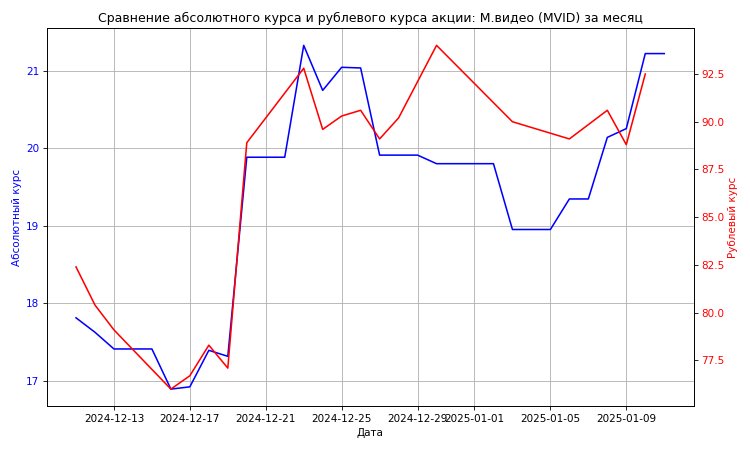 Сравнение абсолютного курса и рублевого курса акции: М.видео (MVID) за месяц
21
20
19
18
17
Абсолютный курс
92.5
90.0
87.5
85.0
82.5
80.0
77.5
Рублевый курс
2024-12-13 2024-12-17 2024-12-21 2024-12-25 2024-12-29 2025-01-01 2025-01-05 2025-01-09
Дата